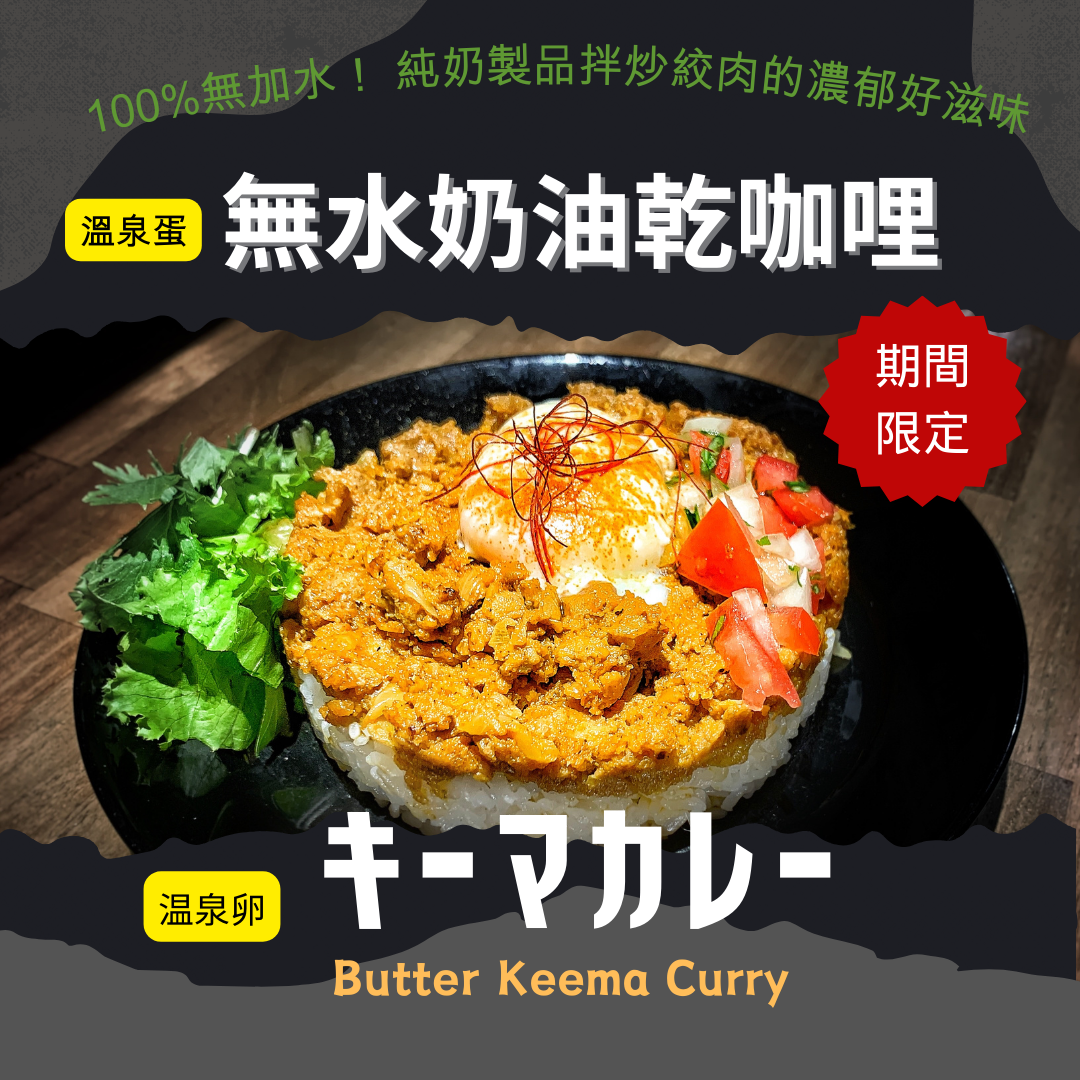 100%無加水！ 純奶製品拌炒絞肉的濃郁好滋味
溫泉蛋
無水奶油乾咖哩
期間
限定
キーマカレー
温泉卵
Butter Keema Curry